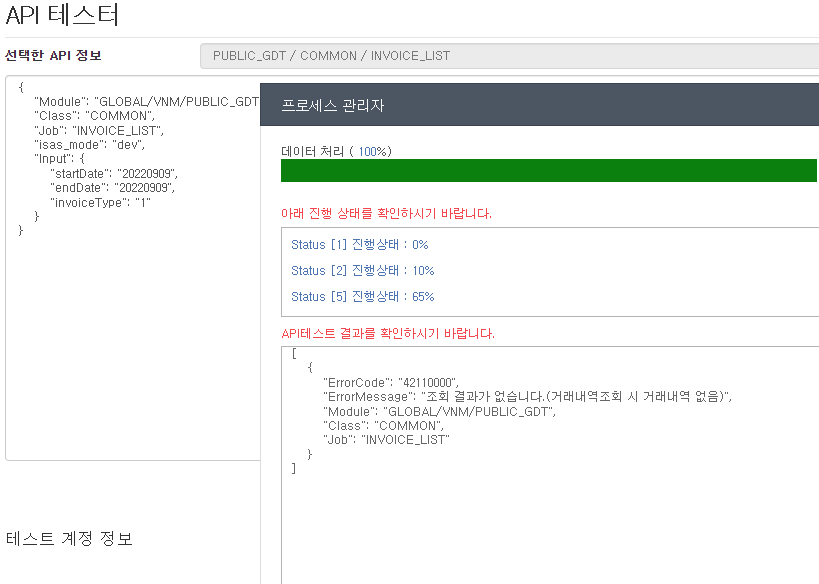 API 테스터
선택한 API 정보
PUBLIC_GDT / COMMON / INVOICE_LIST
{
"Module": "GLOBAL/VNM/PUBLIC_GDT
"Class": "COMMON",
"Job": "INVOICE_LIST",
"isas_mode": "dev",
"Input": {
"startDate": "20220909",
"endDate": "20220909",
"invoiceType": "1"
}
}
프로세스 관리자
데이터 처리 ( 100%)
아래 진행 상태를 확인하시기 바랍니다.
Status [1] 진행상태 : 0%
Status [2] 진행상태 : 10%
Status [5] 진행상태 : 65%
API테스트 결과를 확인하시기 바랍니다.
[
{
"ErrorCode": "42110000",
"ErrorMessage": "조회 결과가 없습니다.(거래내역조회 시 거래내역 없음)",
"Module": "GLOBAL/VNM/PUBLIC_GDT",
"Class": "COMMON",
"Job": "INVOICE_LIST"
}
]
테스트 계정 정보